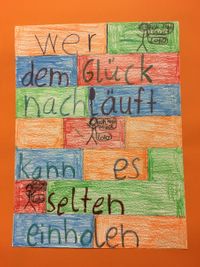 wer
dem Glück
nachläuft
kann es
selten
einholen